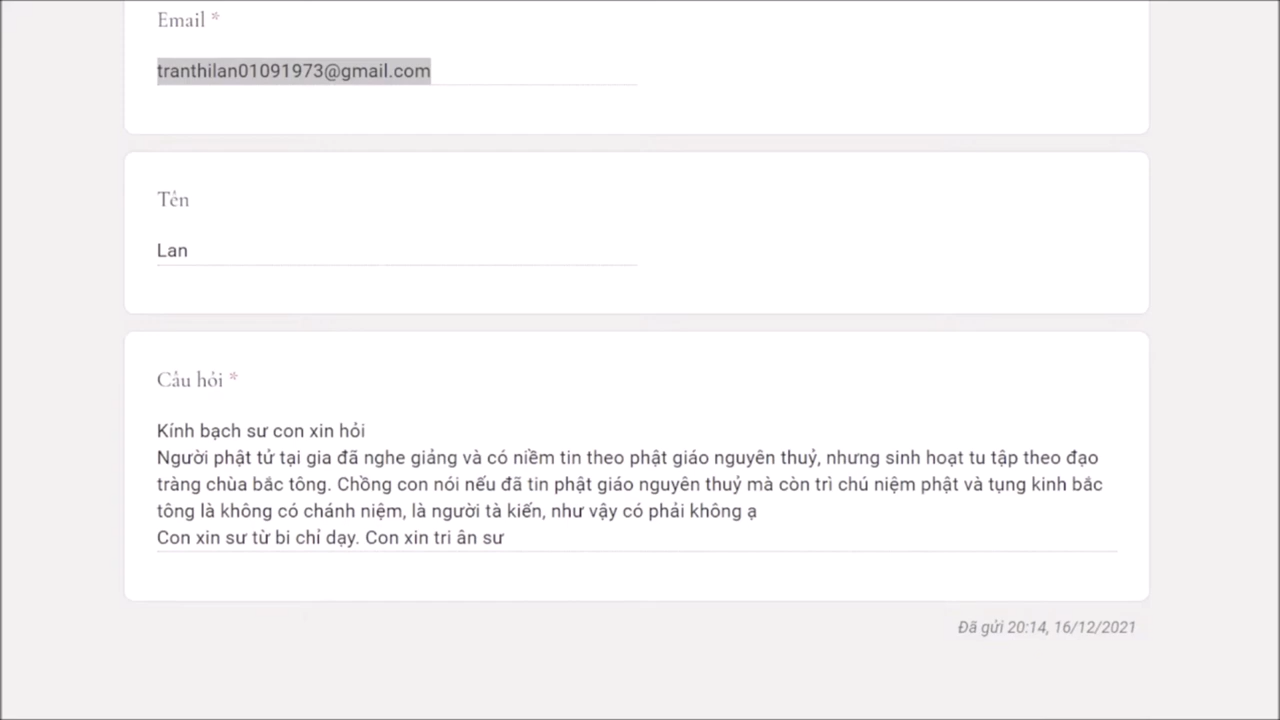 Email *
tranthilan01091973@gmail.com
Tên
Lan
Câu hỏi *
Kính bạch sư con xin hỏi
Người phật tử tại gia đã nghe giảng và có niềm tin theo phật giáo nguyên thuỷ, nhưng sinh hoạt tu tập theo đạo
tràng chùa bắc tông. Chồng con nói nếu đã tin phật giáo nguyên thuỷ mà còn trì chú niệm phật và tụng kinh bắc
tông là không có chánh niệm, là người tà kiến, như vậy có phải không ạ
Con xin sư từ bi chỉ dạy. Con xin tri ân sư
Đã gửi 20:14, 16/12/2021